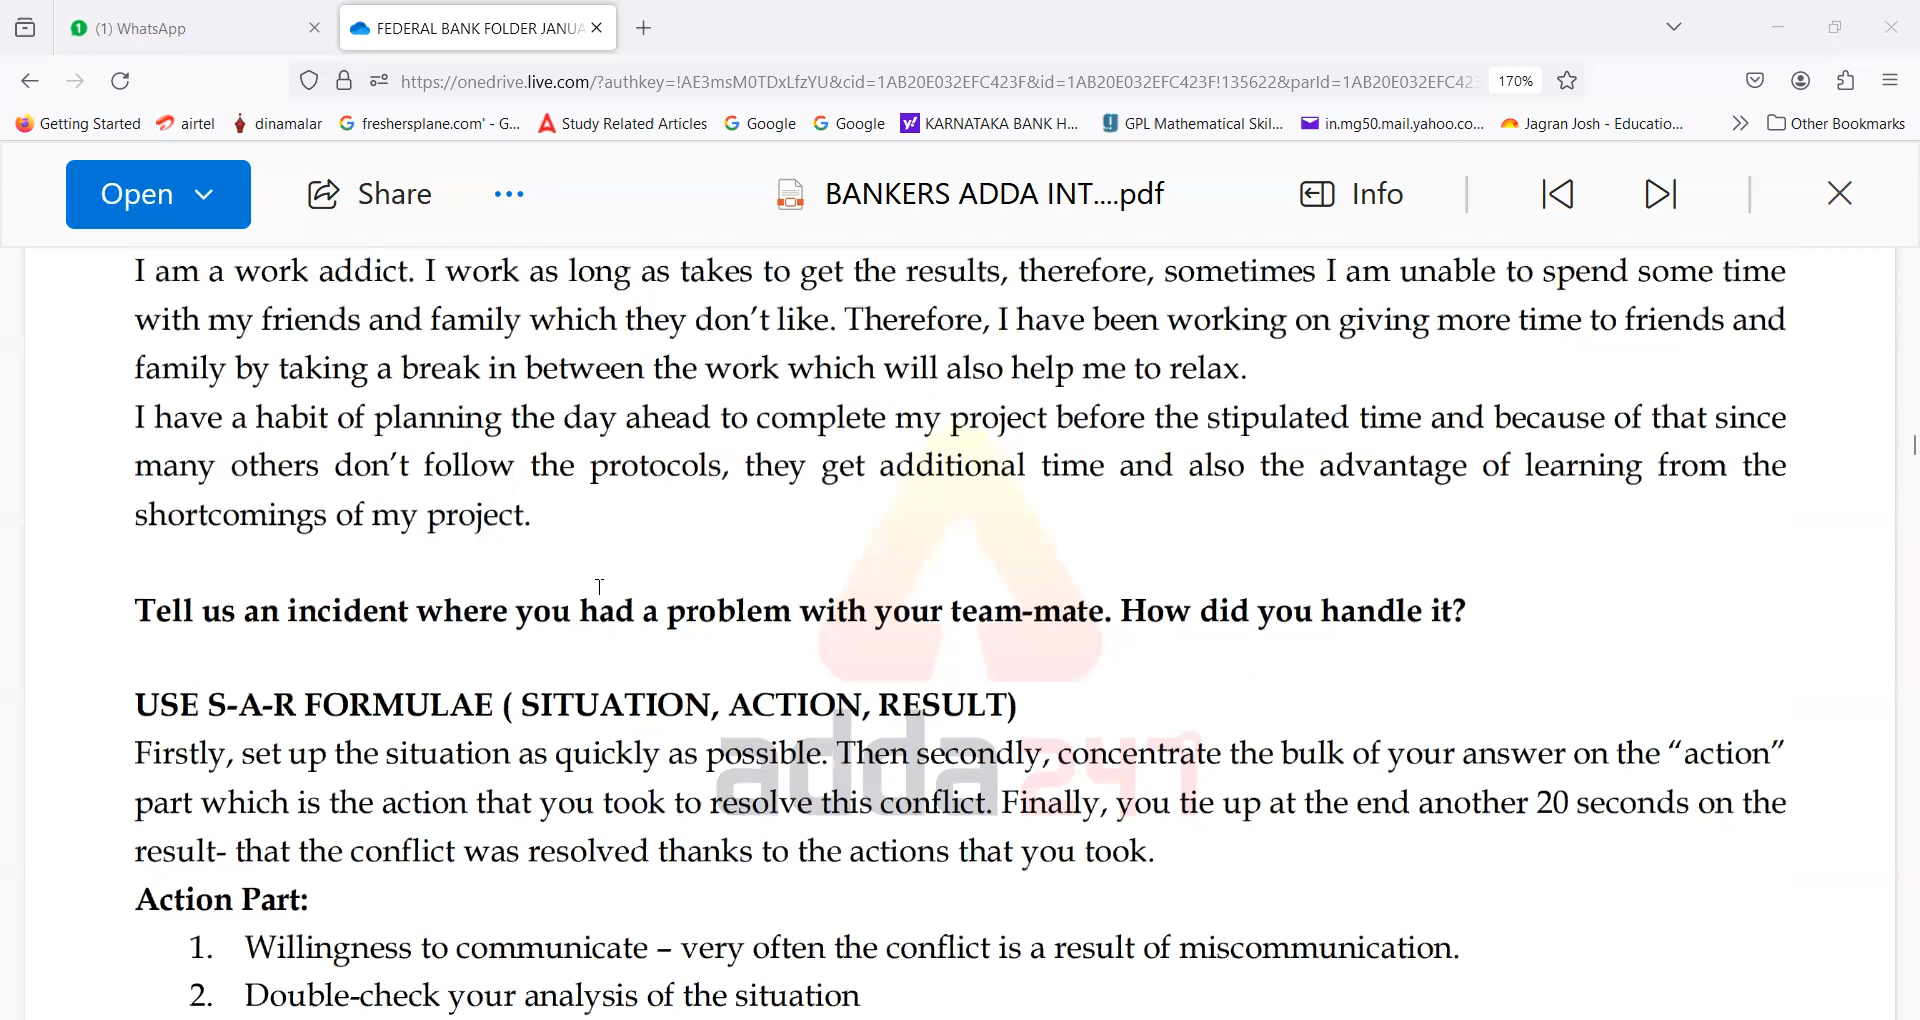 (1) WhatsApp
FEDERAL BANK FOLDER JANUA
https://onedrive.live.com/?authkey=!AE3msM0TDxLfzYU&cid=1AB20E032EFC423F&id=1AB20E032EFC423F!135622&parId=1AB20E032EFC423
170%
Getting Started airtel dinamalar freshersplane.com' - G... Study Related Articles Google Google KARNATAKA BANK H... GPL Mathematical Skil... in.mg50.mail.yahoo.co... Jagran Josh - Educatio... Other Bookmarks
Open Share BANKERS ADDA INT....pdf Info
I am a work addict. I work as long as takes to get the results, therefore, sometimes I am unable to spend some time
with my friends and family which they don’t like. Therefore, I have been working on giving more time to friends and
family by taking a break in between the work which will also help me to relax.
I have a habit of planning the day ahead to complete my project before the stipulated time and because of that since
many others don’t follow the protocols, they get additional time and also the advantage of learning from the
shortcomings of my project.
Tell us an incident where you had a problem with your team-mate. How did you handle it?
USE S-A-R FORMULAE ( SITUATION, ACTION, RESULT)
Firstly, set up the situation as quickly as possible. Then secondly, concentrate the bulk of your answer on the “action”
part which is the action that you took to resolve this conflict. Finally, you tie up at the end another 20 seconds on the
result- that the conflict was resolved thanks to the actions that you took.
adda247
Action Part:
1. Willingness to communicate – very often the conflict is a result of miscommunication.
2. Double-check your analysis of the situation